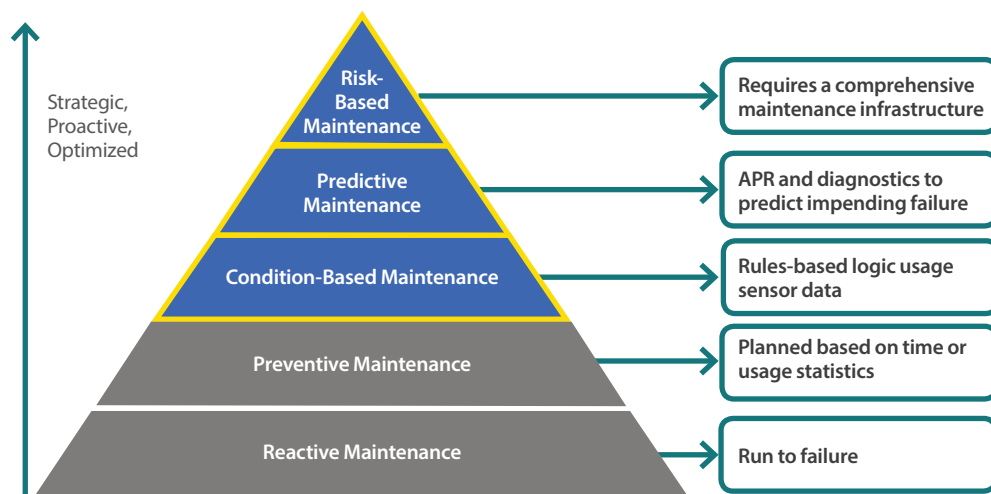 Strategic,
Proactive,
Optimized
Risk-
Based
Maintenance
Requires a comprehensive
maintenance infrastructure
Predictive
Maintenance
APR and diagnostics to
predict impending failure
Condition-Based Maintenance
Rules-based logic usage
sensor data
Preventive Maintenance
Planned based on time or
usage statistics
Reactive Maintenance
Run to failure